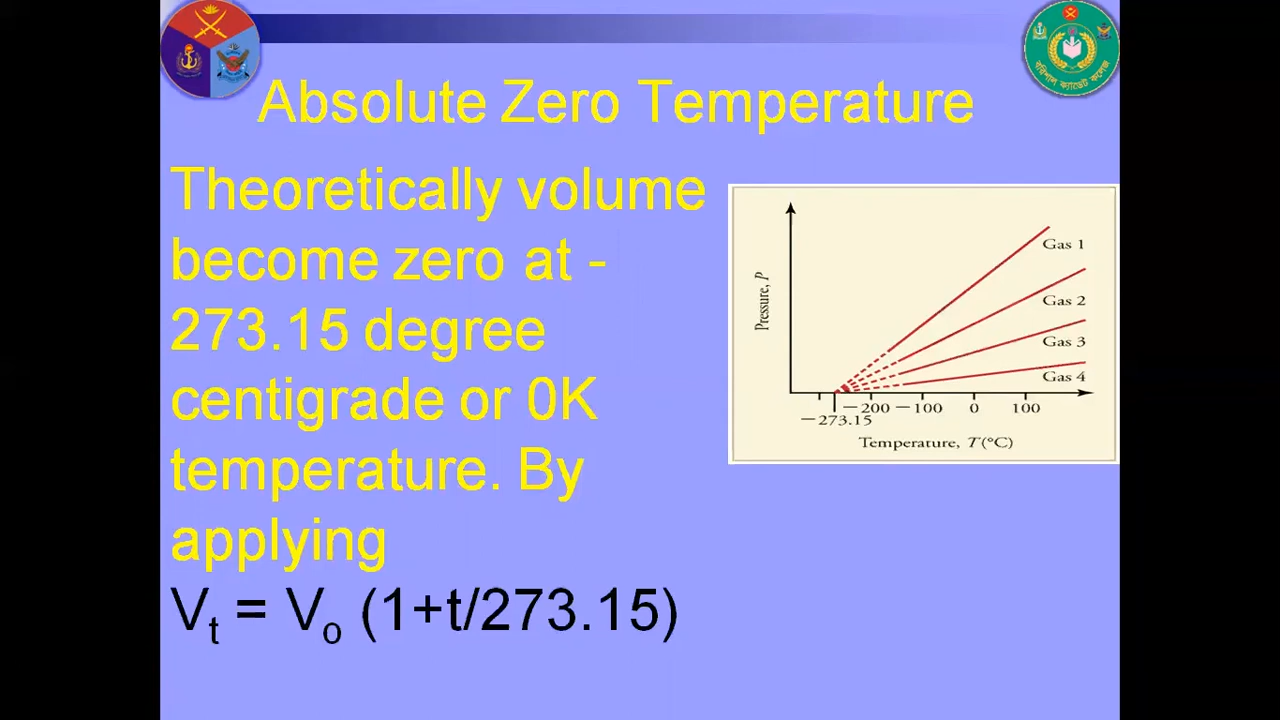 Absolute Zero Temperature
Theoretically volume
become zero at -
273.15 degree
centigrade or 0K
temperature. By
applying
Vt = Vo (1+t/273.15)
Pressure, P
Gas 1
Gas 2
Gas 3
Gas 4
−273.15
−200 −100 0 100
Temperature, T (°C)
বরিশাল ক্যাডেট কলেজ